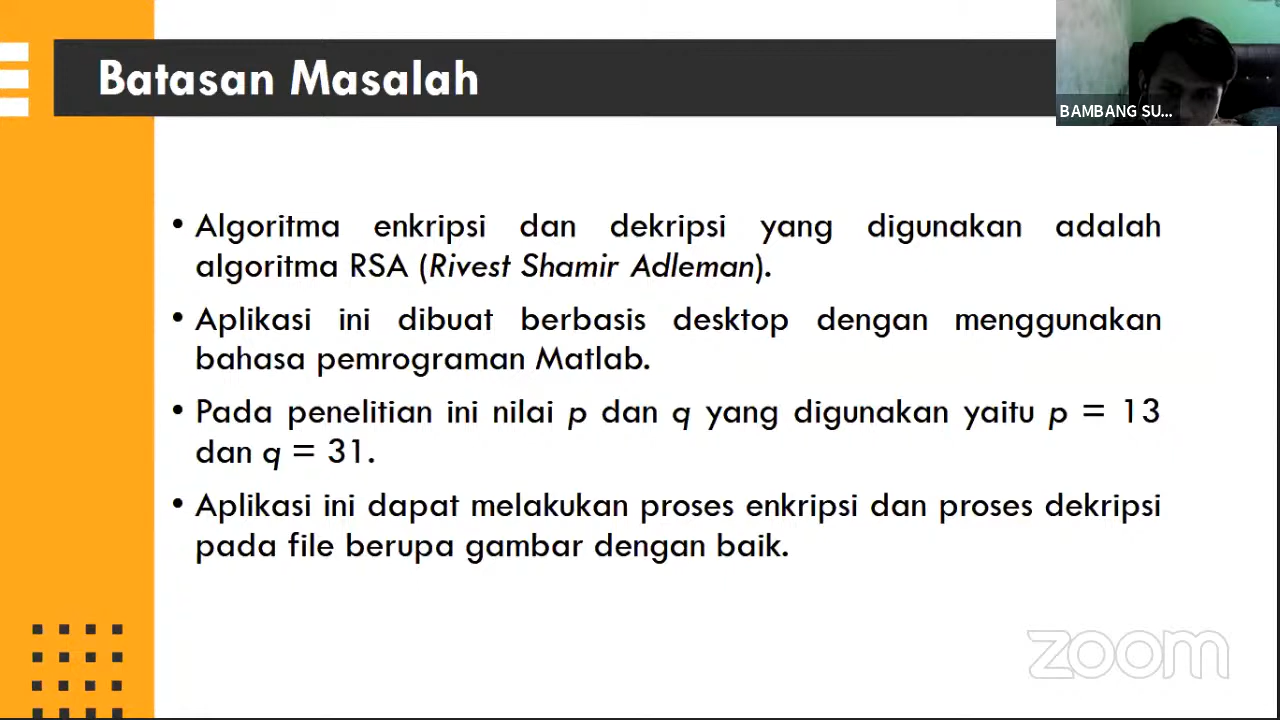 Batasan Masalah
BAMBANG SU...
• Algoritma enkripsi dan dekripsi yang digunakan adalah
algoritma RSA (Rivest Shamir Adleman).
• Aplikasi ini dibuat berbasis desktop dengan menggunakan
bahasa pemrograman Matlab.
• Pada penelitian ini nilai p dan q yang digunakan yaitu p = 13
dan q = 31.
• Aplikasi ini dapat melakukan proses enkripsi dan proses dekripsi
pada file berupa gambar dengan baik.
zoom